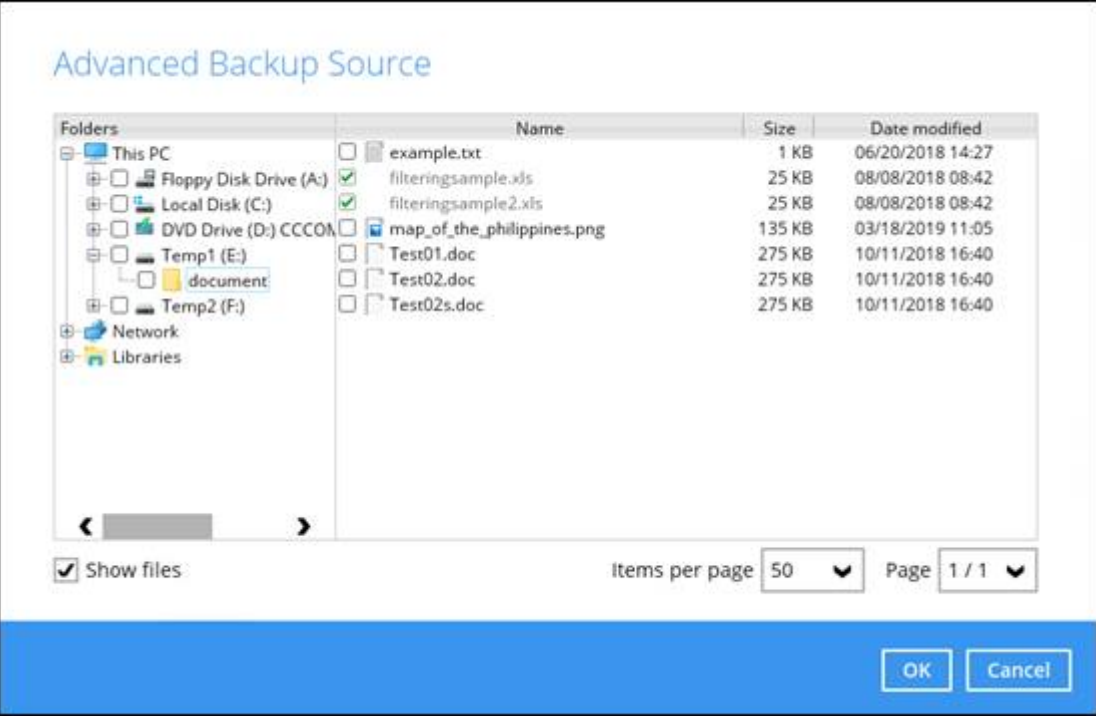 Advanced Backup Source
Folders Name Size Date modified
This PC example.txt 1 KB 06/20/2018 14:27
Floppy Disk Drive (A:) filteringsample.xls 25 KB 08/08/2018 08:42
Local Disk (C:) filteringsample2.xls 25 KB 08/08/2018 08:42
DVD Drive (D:) CCCOM map_of_the_philippines.png 135 KB 03/18/2019 11:05
Temp1 (E:) Test01.doc 275 KB 10/11/2018 16:40
document Test02.doc 275 KB 10/11/2018 16:40
Temp2 (F:) Test02s.doc 275 KB 10/11/2018 16:40
Network
Libraries
Show files Items per page 50 Page 1 / 1
OK Cancel